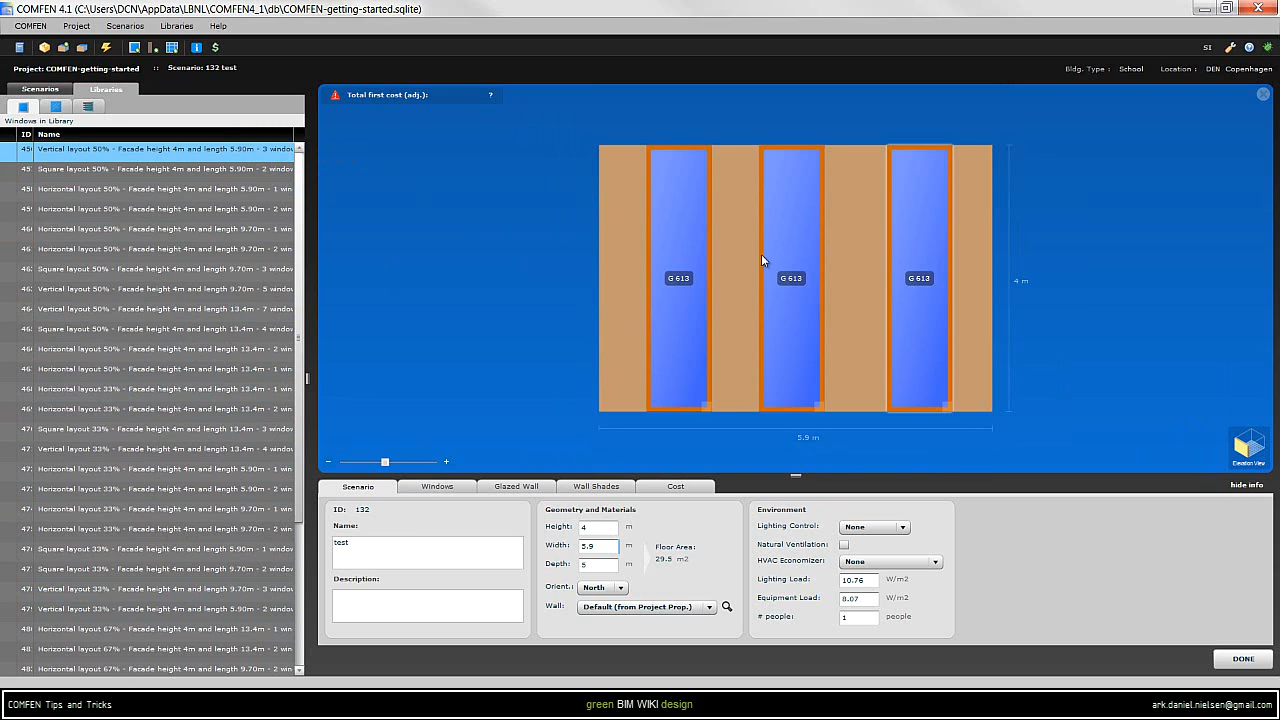 COMFEN 4.1 (C:\Users\DCN\AppData\LBNL\COMFEN4_1\db\COMFEN-getting-started.sqlite)
COMFEN Project Scenarios Libraries Help
SI
Project: COMFEN-getting-started :: Scenario: 132 test
Bldg. Type : School Location : DEN Copenhagen
Scenarios Libraries
Windows in Library
ID Name
Vertical layout 50% - Facade height 4m and length 5.90m - 3 window
Square layout 50% - Facade height 4m and length 5.90m - 2 window
Horizontal layout 50% - Facade height 4m and length 5.90m - 1 win
Horizontal layout 50% - Facade height 4m and length 5.90m - 2 win
Horizontal layout 50% - Facade height 4m and length 9.70m - 1 win
Horizontal layout 50% - Facade height 4m and length 9.70m - 2 win
Square layout 50% - Facade height 4m and length 9.70m - 3 window
Vertical layout 50% - Facade height 4m and length 9.70m - 5 window
Vertical layout 50% - Facade height 4m and length 13.4m - 7 window
Square layout 50% - Facade height 4m and length 13.4m - 4 window
Horizontal layout 50% - Facade height 4m and length 13.4m - 2 win
Horizontal layout 50% - Facade height 4m and length 13.4m - 1 win
Horizontal layout 33% - Facade height 4m and length 13.4m - 1 win
Horizontal layout 33% - Facade height 4m and length 13.4m - 2 win
Square layout 33% - Facade height 4m and length 13.4m - 3 window
Vertical layout 33% - Facade height 4m and length 13.4m - 4 window
Horizontal layout 33% - Facade height 4m and length 5.90m - 1 win
Horizontal layout 33% - Facade height 4m and length 5.90m - 2 win
Horizontal layout 33% - Facade height 4m and length 9.70m - 1 win
Horizontal layout 33% - Facade height 4m and length 9.70m - 2 win
Square layout 33% - Facade height 4m and length 5.90m - 1 window
Square layout 33% - Facade height 4m and length 9.70m - 2 window
Vertical layout 33% - Facade height 4m and length 9.70m - 3 window
Vertical layout 33% - Facade height 4m and length 5.90m - 2 window
Horizontal layout 67% - Facade height 4m and length 13.4m - 1 win
Horizontal layout 67% - Facade height 4m and length 13.4m - 2 win
Horizontal layout 67% - Facade height 4m and length 9.70m - 2 win
Total first cost (adj.): ?
G 613 G 613 G 613
4 m
5.9 m
Elevation View
Scenario Windows Glazed Wall Wall Shades Cost
hide info
ID: 132
Name:
test
Description:
Geometry and Materials
Height: 4 m
Width: 5.9 m
Depth: 5 m
Floor Area:
29.5 m2
Orient.: North
Wall: Default (from Project Prop.)
Environment
Lighting Control: None
Natural Ventilation:
HVAC Economizer: None
Lighting Load: 10.76 W/m2
Equipment Load: 8.07 W/m2
# people: 1 people
DONE
COMFEN Tips and Tricks
green BIM WIKI design
ark.daniel.nielsen@gmail.com